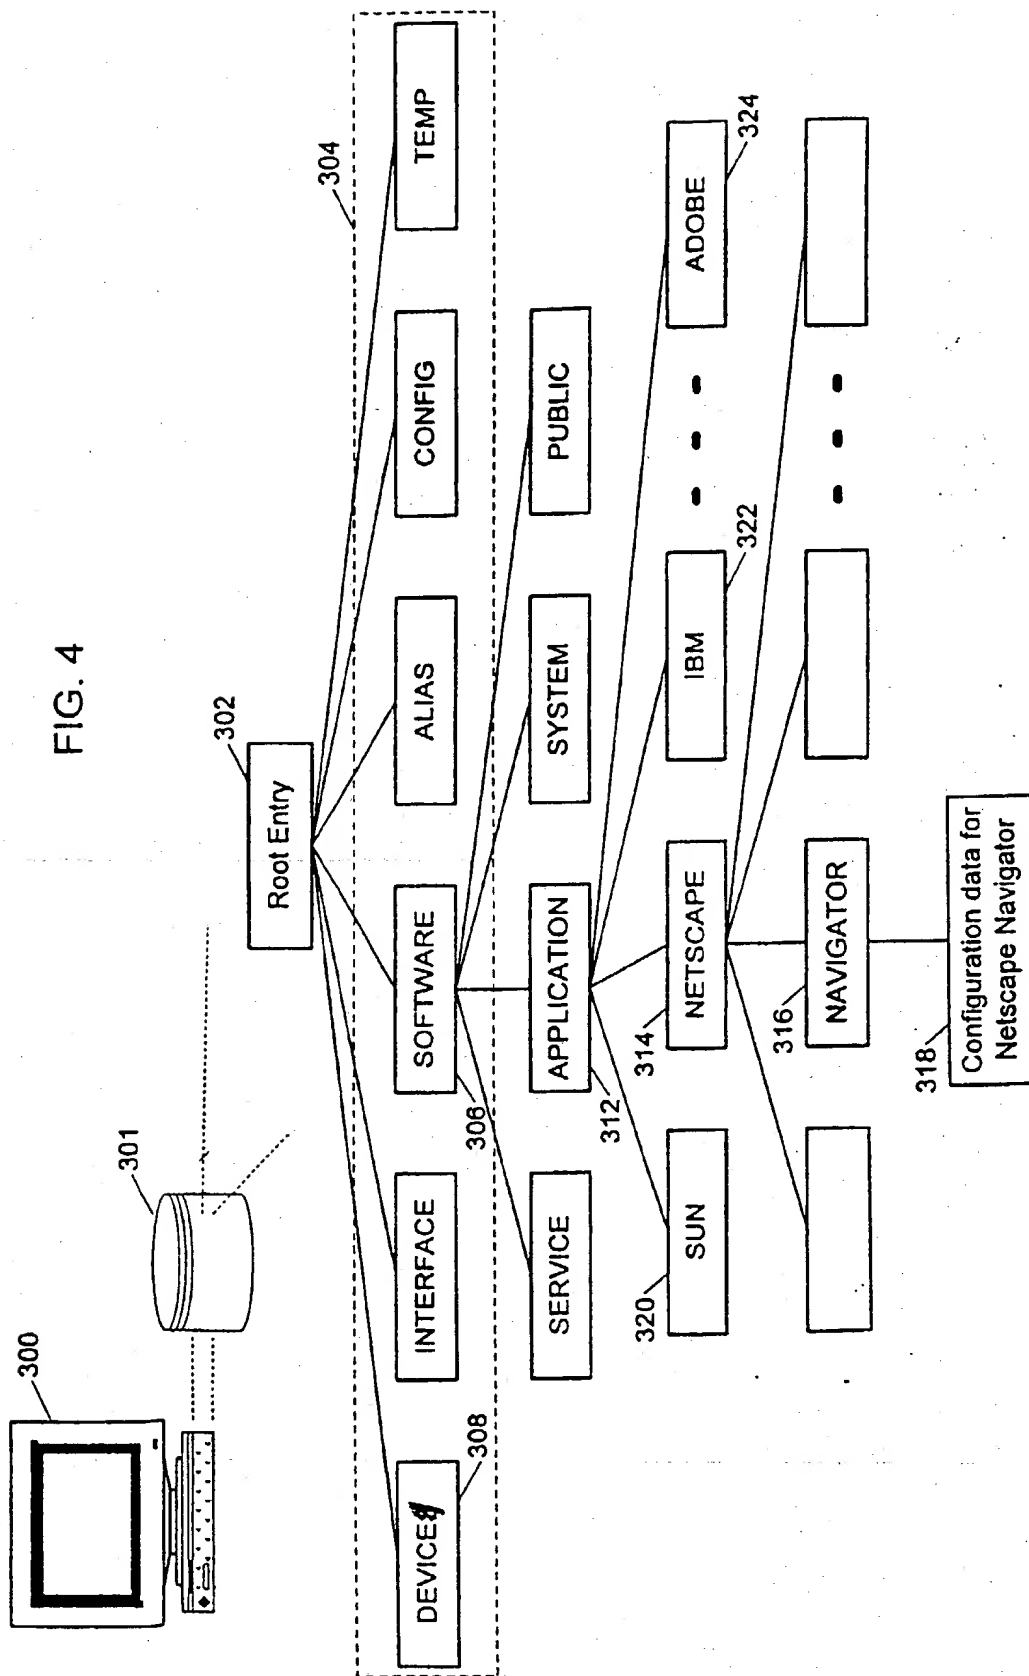 FIG. 4
300
301
302
Root Entry
304
DEVICE
308
INTERFACE
SOFTWARE
306
ALIAS
CONFIG
TEMP
SERVICE
APPLICATION
312
SYSTEM
PUBLIC
320
SUN
314
NETSCAPE
IBM
322
ADOBE
324
316
NAVIGATOR
318
Configuration data for
Netscape Navigator